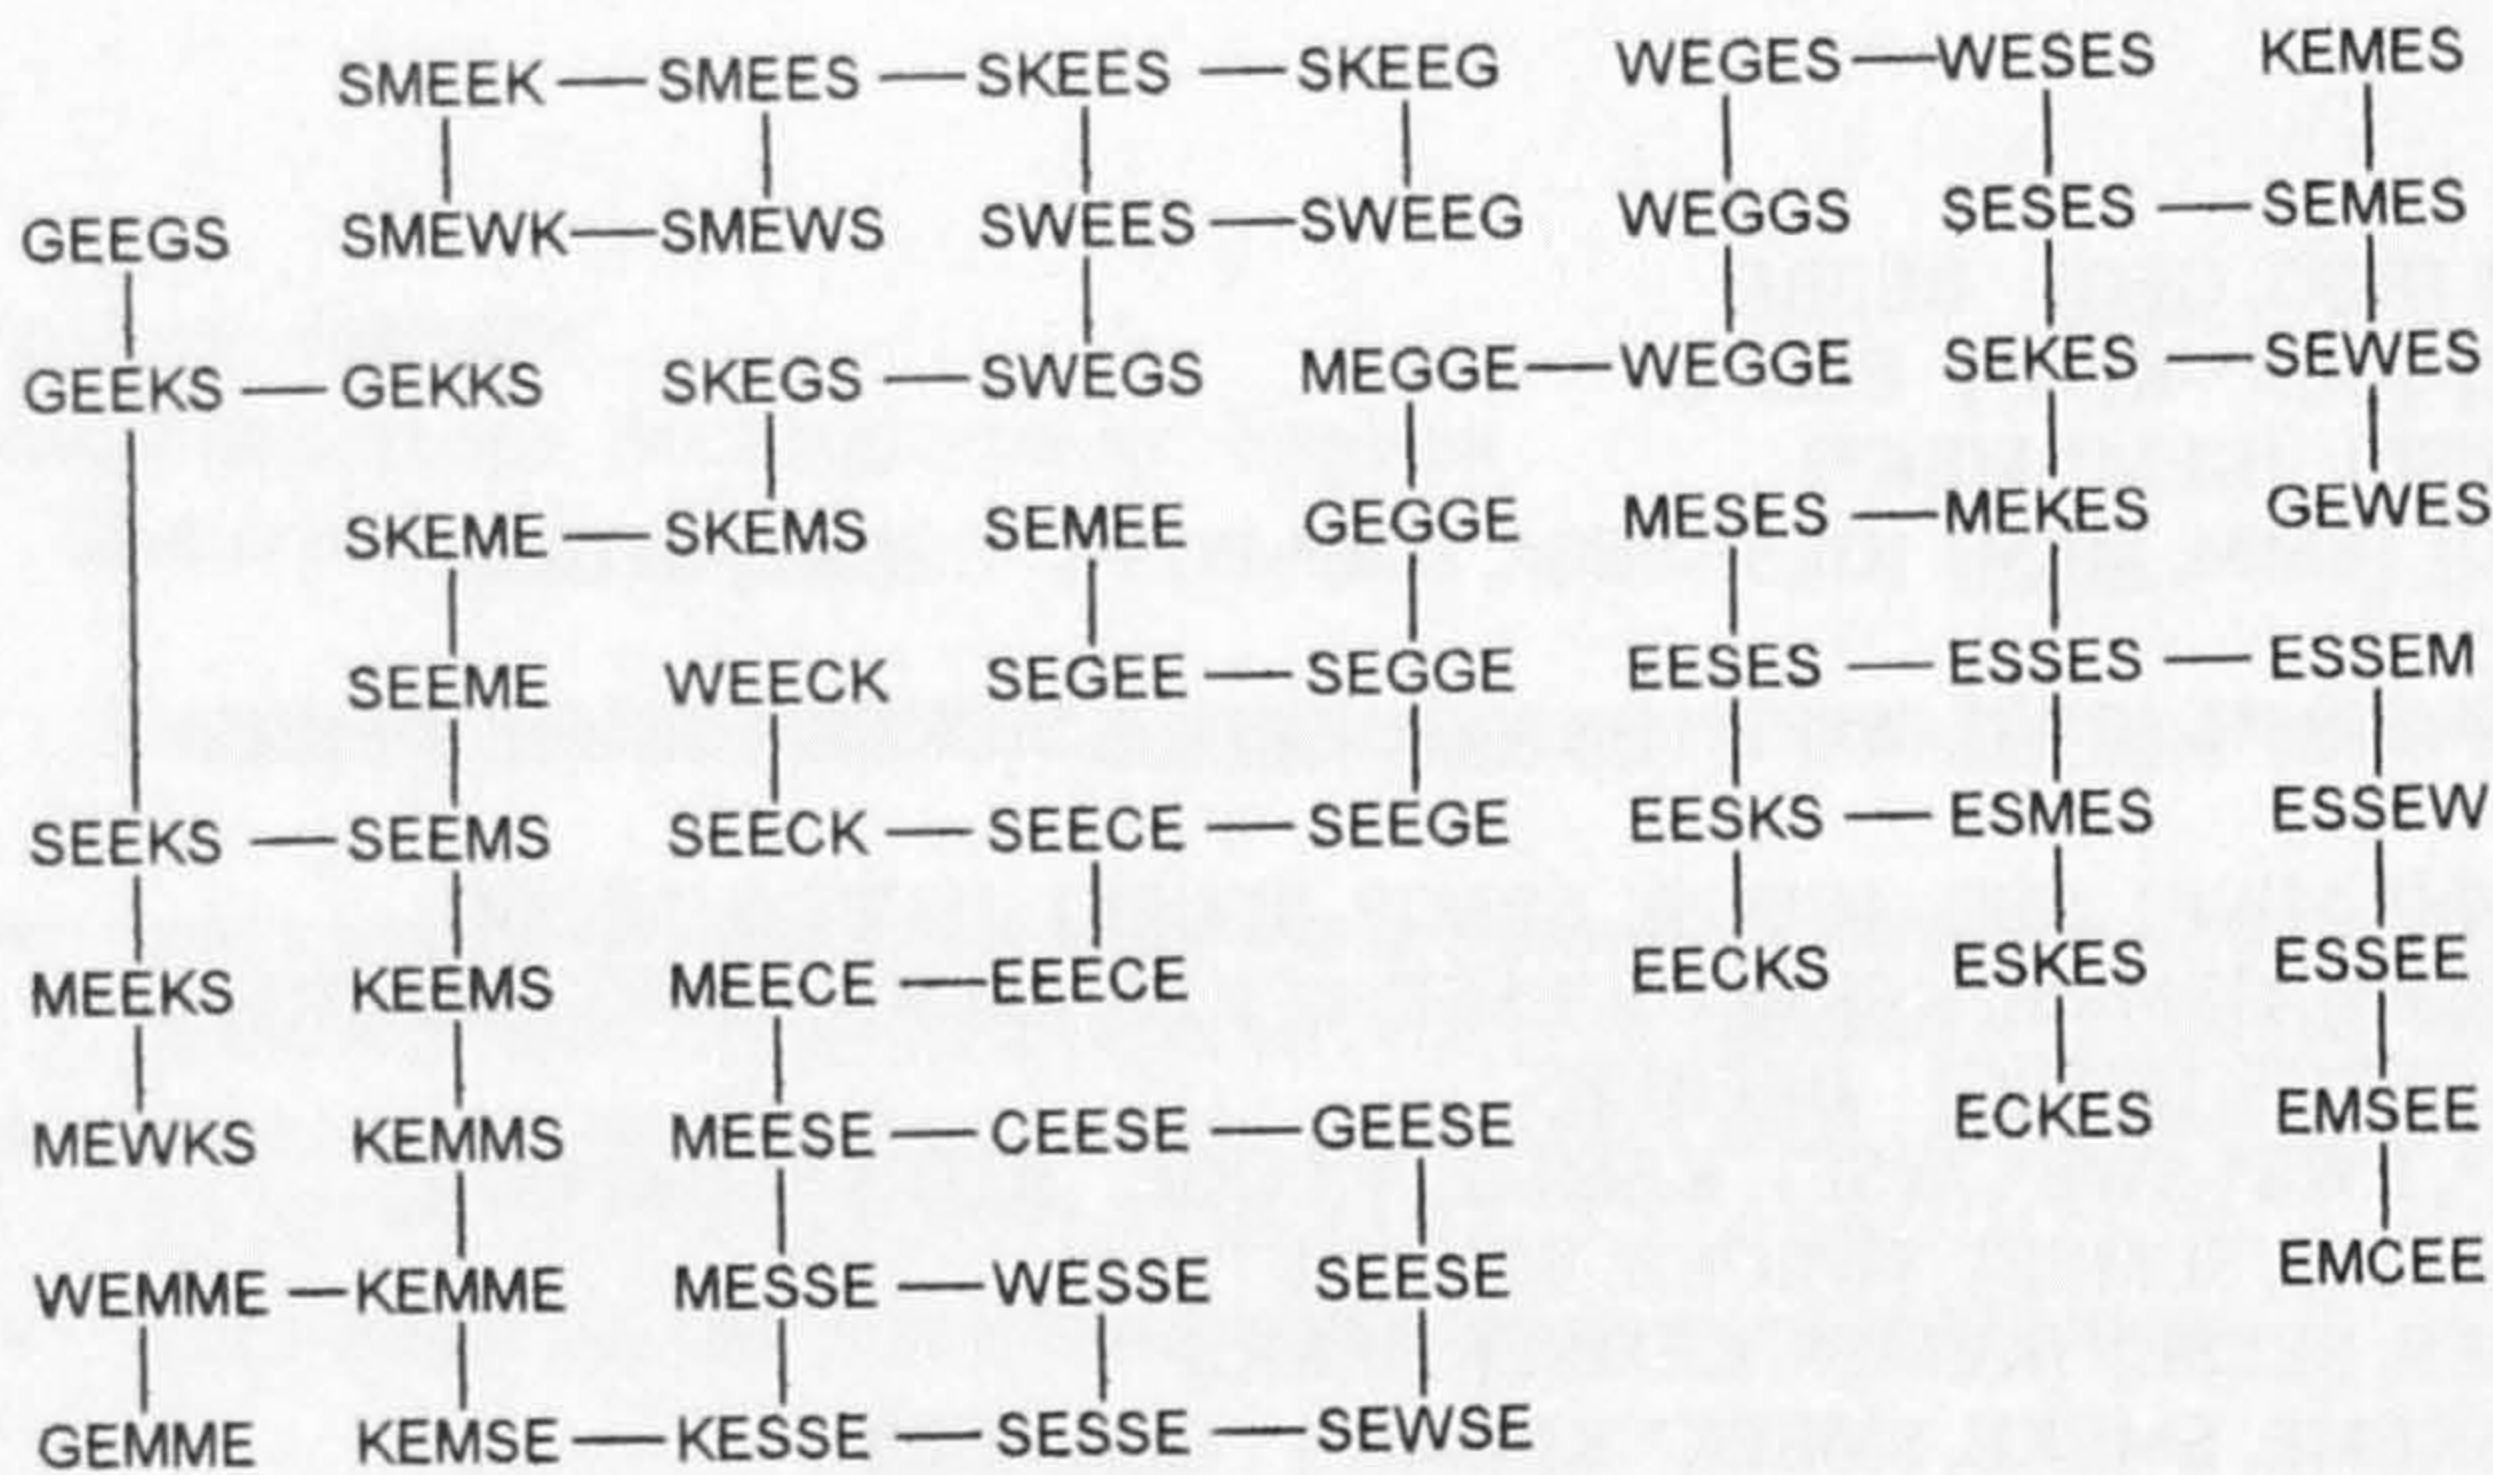 SMEEK SMEES SKEES SKEEG WEGES WESES KEMES
GEEGS SMEWK SMEWS SWEES SWEEG WEGGS SESES SEMES
GEEKS GEKKS SKEGS SWEGS MEGGE WEGGE SEKES SEWES
SKEME SKEMS SEMEE GEGGE MESES MEKES GEWES
SEEME WEECK SEGEE SEGGE EESES ESSES ESSEM
SEEKS SEEMS SEECK SEECE SEEGE EESKS ESMES ESSEW
MEEKS KEEMS MEECE EEECE EECKS ESKES ESSEE
MEWKS KEMMS MEESE CEESE GEESE ECKES EMSEE
WEMME KEMME MESSE WESSE SEESE EMCEE
GEMME KEMSE KESSE SESSE SEWSE